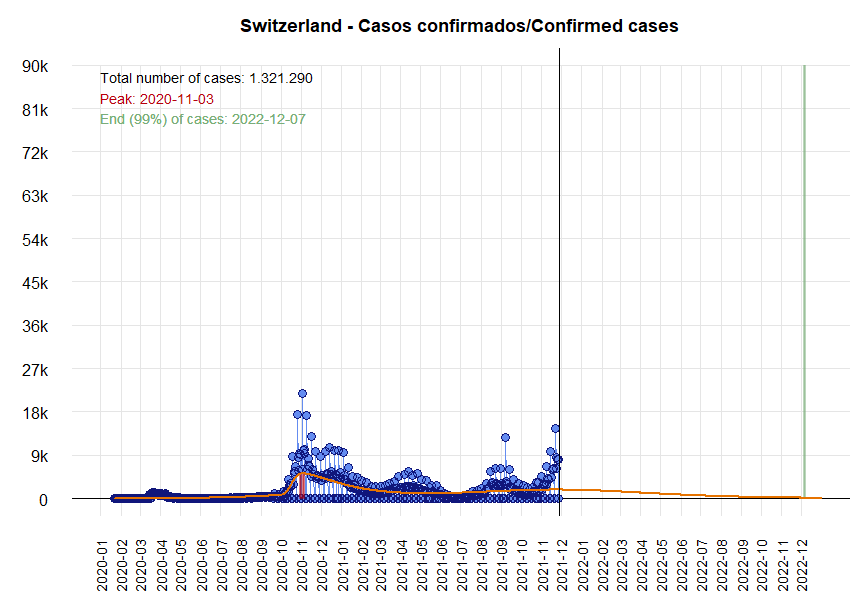 Switzerland - Casos confirmados/Confirmed cases
90k
Total number of cases: 1.321.290
Peak: 2020-11-03
81k
End (99%) of cases: 2022-12-07
72k
63k
54k
45k
36k
27k
18k
9k
0
2020-01
2020-02
2020-03
2020-04
2020-05
2020-06
2020-07
2020-08
2020-09
2020-10
2020-11
2020-12
2021-01
2021-02
2021-03
2021-04
2021-05
2021-06
2021-07
2021-08
2021-09
2021-10
2021-11
2021-12
2022-01
2022-02
2022-03
2022-04
2022-05
2022-06
2022-07
2022-08
2022-09
2022-10
2022-11
2022-12